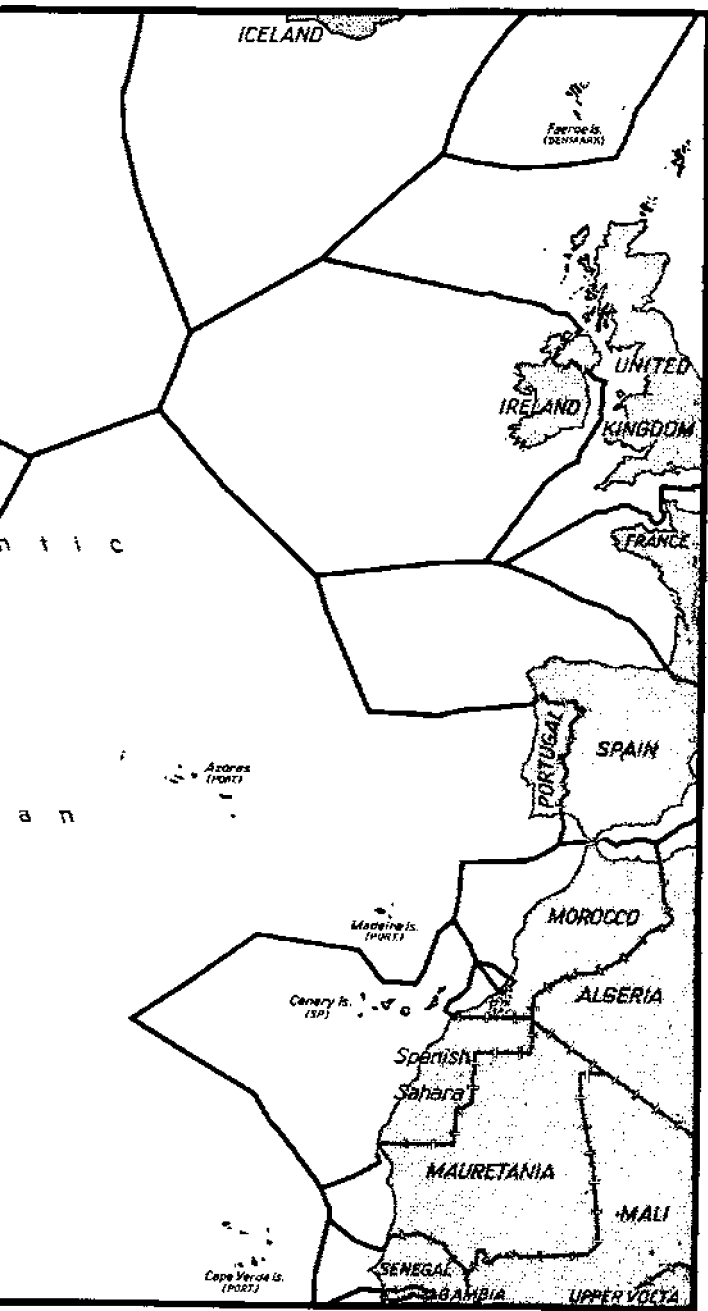 ICELAND
Faeroe Is.
(DENMARK)
UNITED
KINGDOM
IRELAND
n t i c
FRANCE
PORTUGAL
SPAIN
Azores
(PORT.)
a n
MOROCCO
Madeira Is.
(PORT.)
ALGERIA
Canary Is.
(SP)
Spanish
Sahara
MAURETANIA
MALI
Cape Verde Is.
(PORT.)
SENEGAL
GAMBIA
UPPER VOLTA